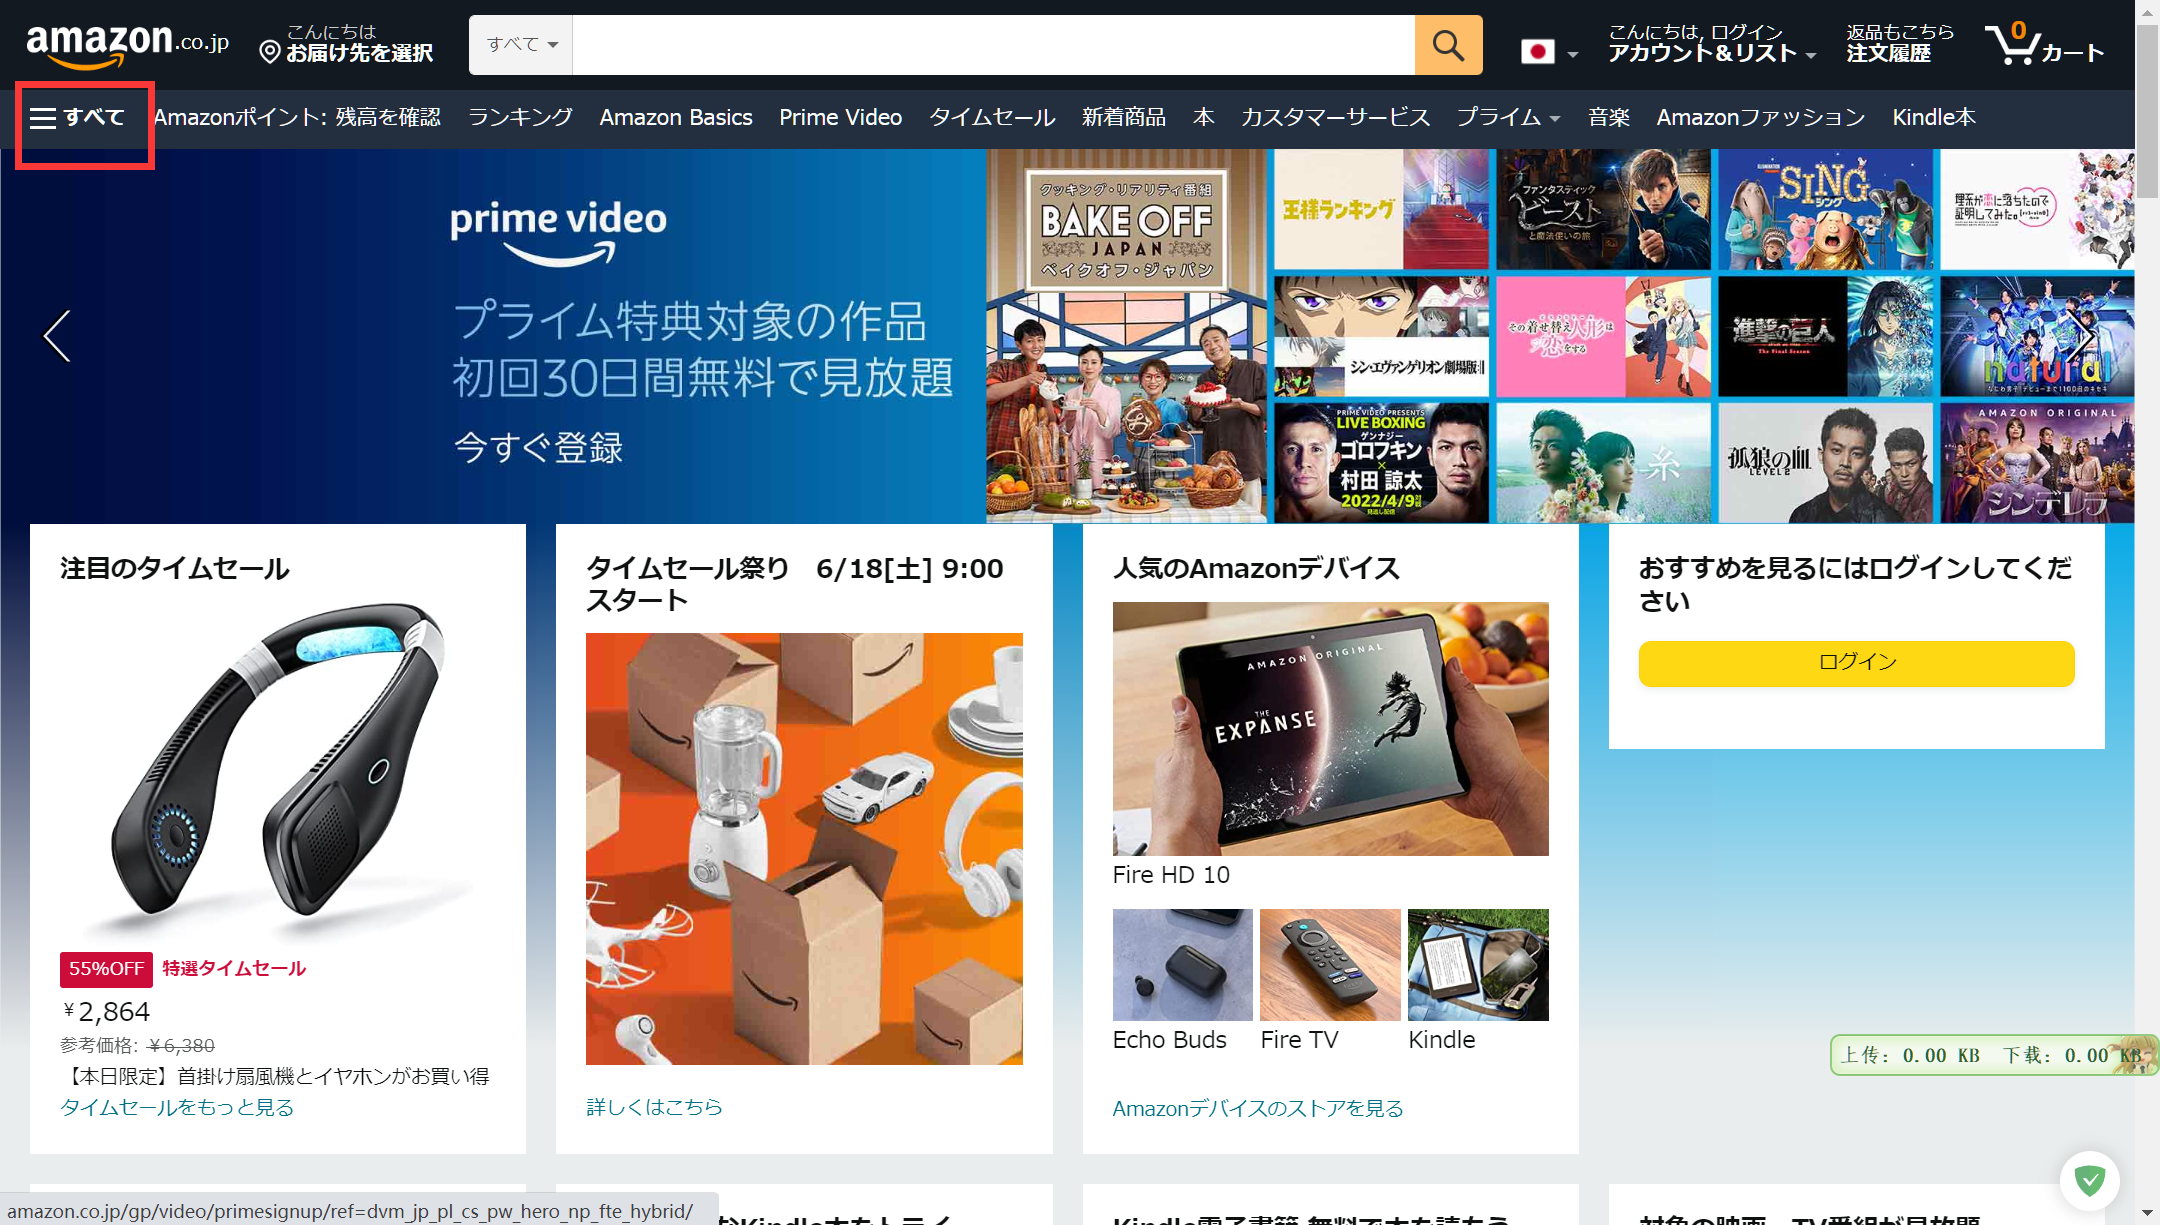 amazon.co.jp
こんにちは
お届け先を選択
すべて
こんにちは, ログイン
アカウント＆リスト
返品もこちら
注文履歴
0
カート
すべて
Amazonポイント: 残高を確認
ランキング
Amazon Basics
Prime Video
タイムセール
新着商品
本
カスタマーサービス
プライム
音楽
Amazonファッション
Kindle本
prime video
プライム特典対象の作品
初回30日間無料で見放題
今すぐ登録
クッキング・リアリティ番組
BAKE OFF
JAPAN
ベイクオフ・ジャパン
王様ランキング
ファンタスティック
ビースト
と魔法使いの旅
SING
シング
理系が恋に落ちたので
証明してみた。
シン・エヴァンゲリオン劇場版:||
その着せ替え人形は
恋をする
進撃の巨人
The Final Season
natural
なにわ男子 デビューまで1100日のキセキ
PRIME VIDEO PRESENTS
LIVE BOXING
ゲンナジー
ゴロフキン
×
村田 諒太
2022/4/9
糸
孤狼の血
LEVEL2
AMAZON ORIGINAL
シンデレラ
注目のタイムセール
55%OFF
特選タイムセール
￥2,864
参考価格: ￥6,380
【本日限定】首掛け扇風機とイヤホンがお買い得
タイムセールをもっと見る
タイムセール祭り　6/18[土] 9:00
スタート
詳しくはこちら
人気のAmazonデバイス
AMAZON ORIGINAL
THE
EXPANSE
Fire HD 10
Echo Buds
Fire TV
Kindle
Amazonデバイスのストアを見る
おすすめを見るにはログインしてくだ
さい
ログイン
上传: 0.00 KB 下载: 0.00 KB
amazon.co.jp/gp/video/primesignup/ref=dvm_jp_pl_cs_pw_hero_np_fte_hybrid/